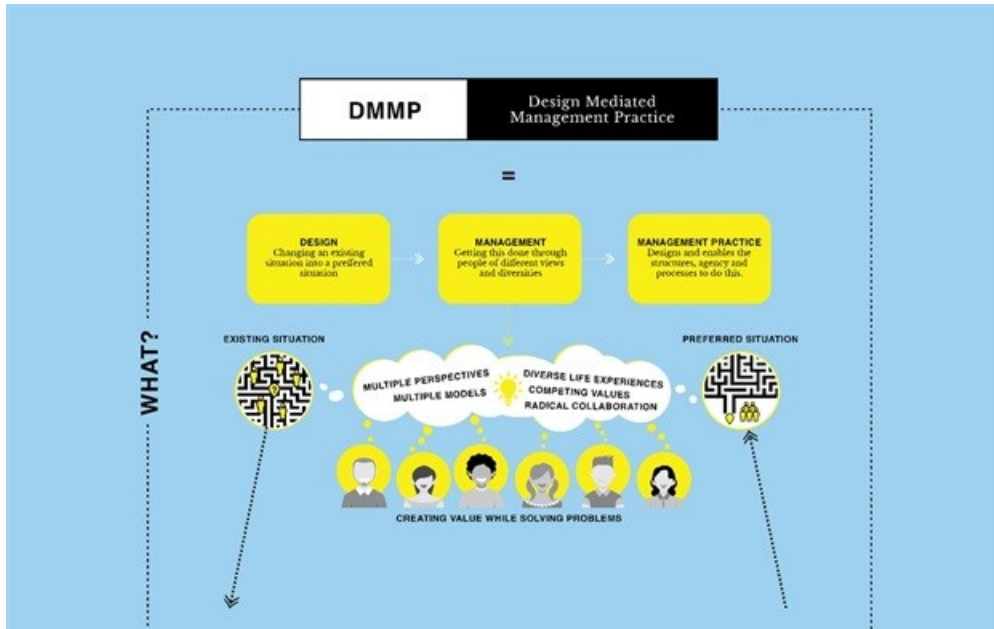 DMMP
Design Mediated
Management Practice
=
DESIGN
Changing an existing
situation into a preffered
situation
MANAGEMENT
Getting this done through
people of different views
and diversities
MANAGEMENT PRACTICE
Designs and enables the
structures, agency and
processes to do this.
WHAT?
EXISTING SITUATION
PREFERRED SITUATION
MULTIPLE PERSPECTIVES
MULTIPLE MODELS
DIVERSE LIFE EXPERIENCES
COMPETING VALUES
RADICAL COLLABORATION
CREATING VALUE WHILE SOLVING PROBLEMS